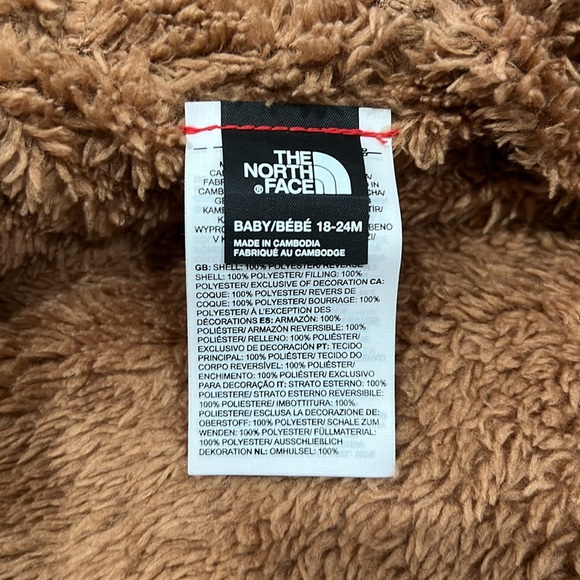 THE
NORTH
FACE®
BABY/BÉBÉ 18-24M
MADE IN CAMBODIA
FABRIQUÉ AU CAMBODGE
GB: SHELL: 100% POLYESTER/ REVERSE
SHELL: 100% POLYESTER/ FILLING: 100%
POLYESTER/ EXCLUSIVE OF DECORATION CA:
COQUE: 100% POLYESTER/ REVERS DE
COQUE: 100% POLYESTER/ BOURRAGE: 100%
POLYESTER/ À L'EXCEPTION DES
DÉCORATIONS ES: ARMAZÓN: 100%
POLIÉSTER/ ARMAZÓN REVERSIBLE: 100%
POLIÉSTER/ RELLENO: 100% POLIÉSTER/
EXCLUSIVO DE DECORACIÓN PT: TECIDO
PRINCIPAL: 100% POLIÉSTER/ TECIDO DO
CORPO REVERSÍVEL: 100% POLIÉSTER/
ENCHIMENTO: 100% POLIÉSTER/ EXCLUSIVO
PARA DECORAÇÃO IT: STRATO ESTERNO: 100%
POLIESTERE/ STRATO ESTERNO REVERSIBILE:
100% POLIESTERE/ IMBOTTITURA: 100%
POLIESTERE/ ESCLUSA LA DECORAZIONE DE:
OBERSTOFF: 100% POLYESTER/ SCHALE ZUM
WENDEN: 100% POLYESTER/ FÜLLMATERIAL:
100% POLYESTER/ AUSSCHLIEßLICH
DEKORATION NL: OMHULSEL: 100%